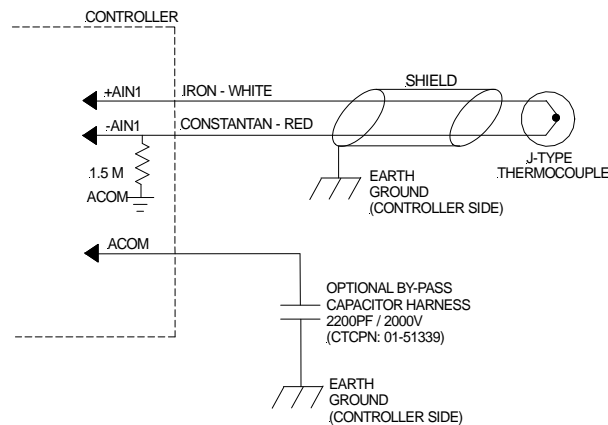 CONTROLLER
SHIELD
+AIN1
IRON - WHITE
-AIN1
CONSTANTAN - RED
J-TYPE
THERMOCOUPLE
1.5 M
ACOM
EARTH
GROUND
(CONTROLLER SIDE)
ACOM
OPTIONAL BY-PASS
CAPACITOR HARNESS
2200PF / 2000V
(CTCPN: 01-51339)
EARTH
GROUND
(CONTROLLER SIDE)